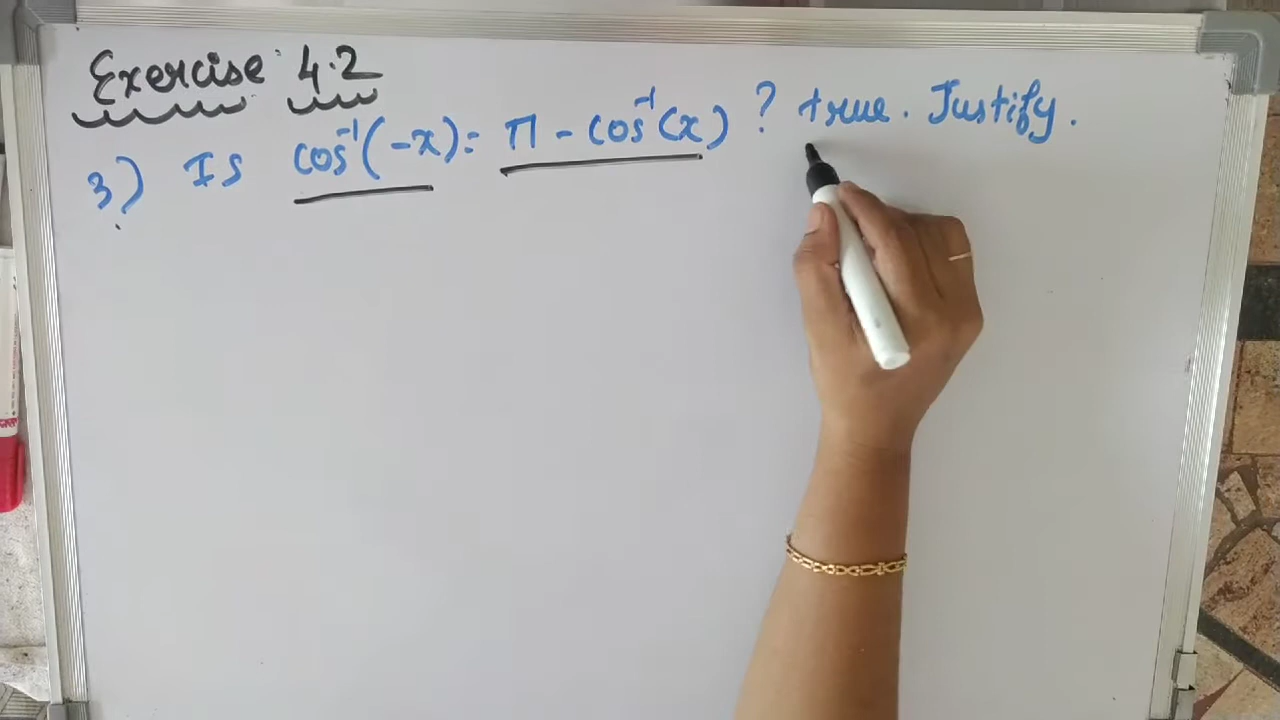 Exercise 4.2
3) Is cos⁻¹(-x) = π - cos⁻¹(x) ? true. Justify.